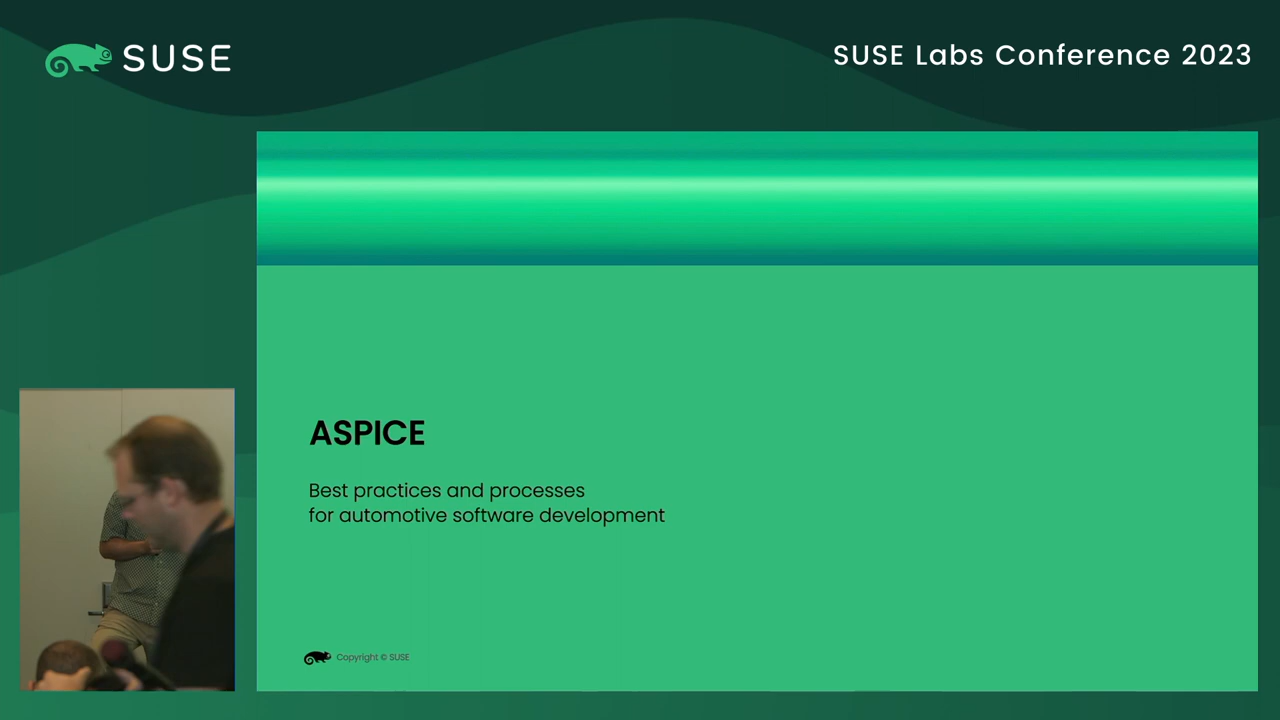 SUSE
SUSE Labs Conference 2023
ASPICE
Best practices and processes
for automotive software development
Copyright © SUSE